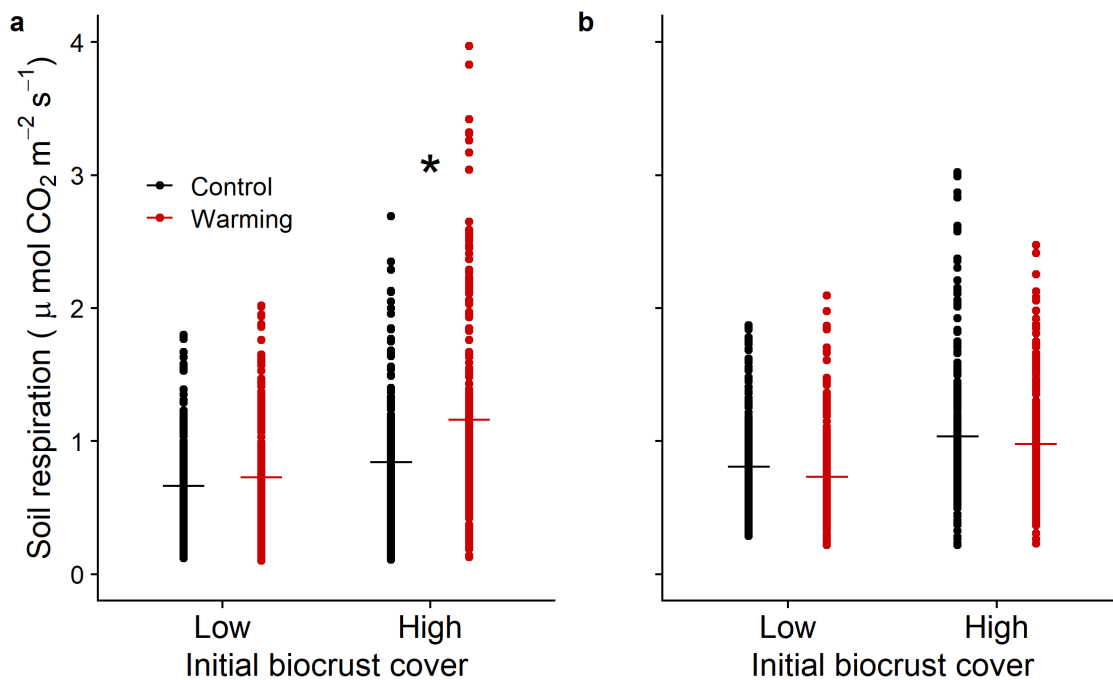 a
b
4
3
2
1
0
Soil respiration ( μ mol CO₂ m⁻² s⁻¹)
Control
Warming
*
Low
High
Initial biocrust cover
Low
High
Initial biocrust cover